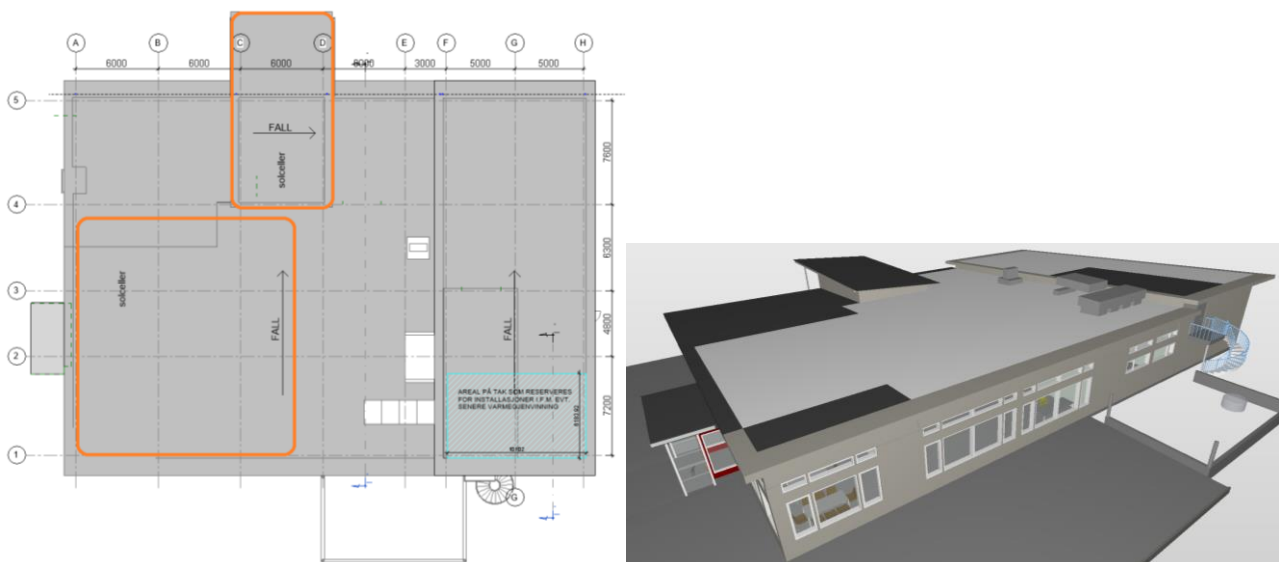 A B C D E F G H
6000 6000 6000 3000 5000 5000
5
FALL
7600
solceller
4
6300
solceller
3
FALL
FALL
4800
2
AREAL PÅ TAK SOM RESERVERES
FOR INSTALLASJONER I.F.M. EVT.
SENERE VARMEGJENVINNING
7200
1
G